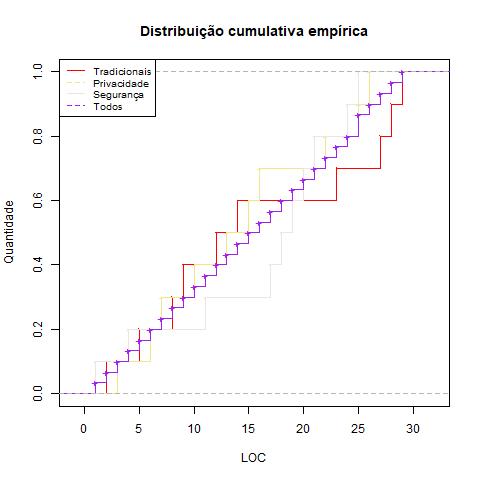 Distribuição cumulativa empírica
Tradicionais
Privacidade
Segurança
Todos
Quantidade
1.0
0.8
0.6
0.4
0.2
0.0
0 5 10 15 20 25 30
LOC